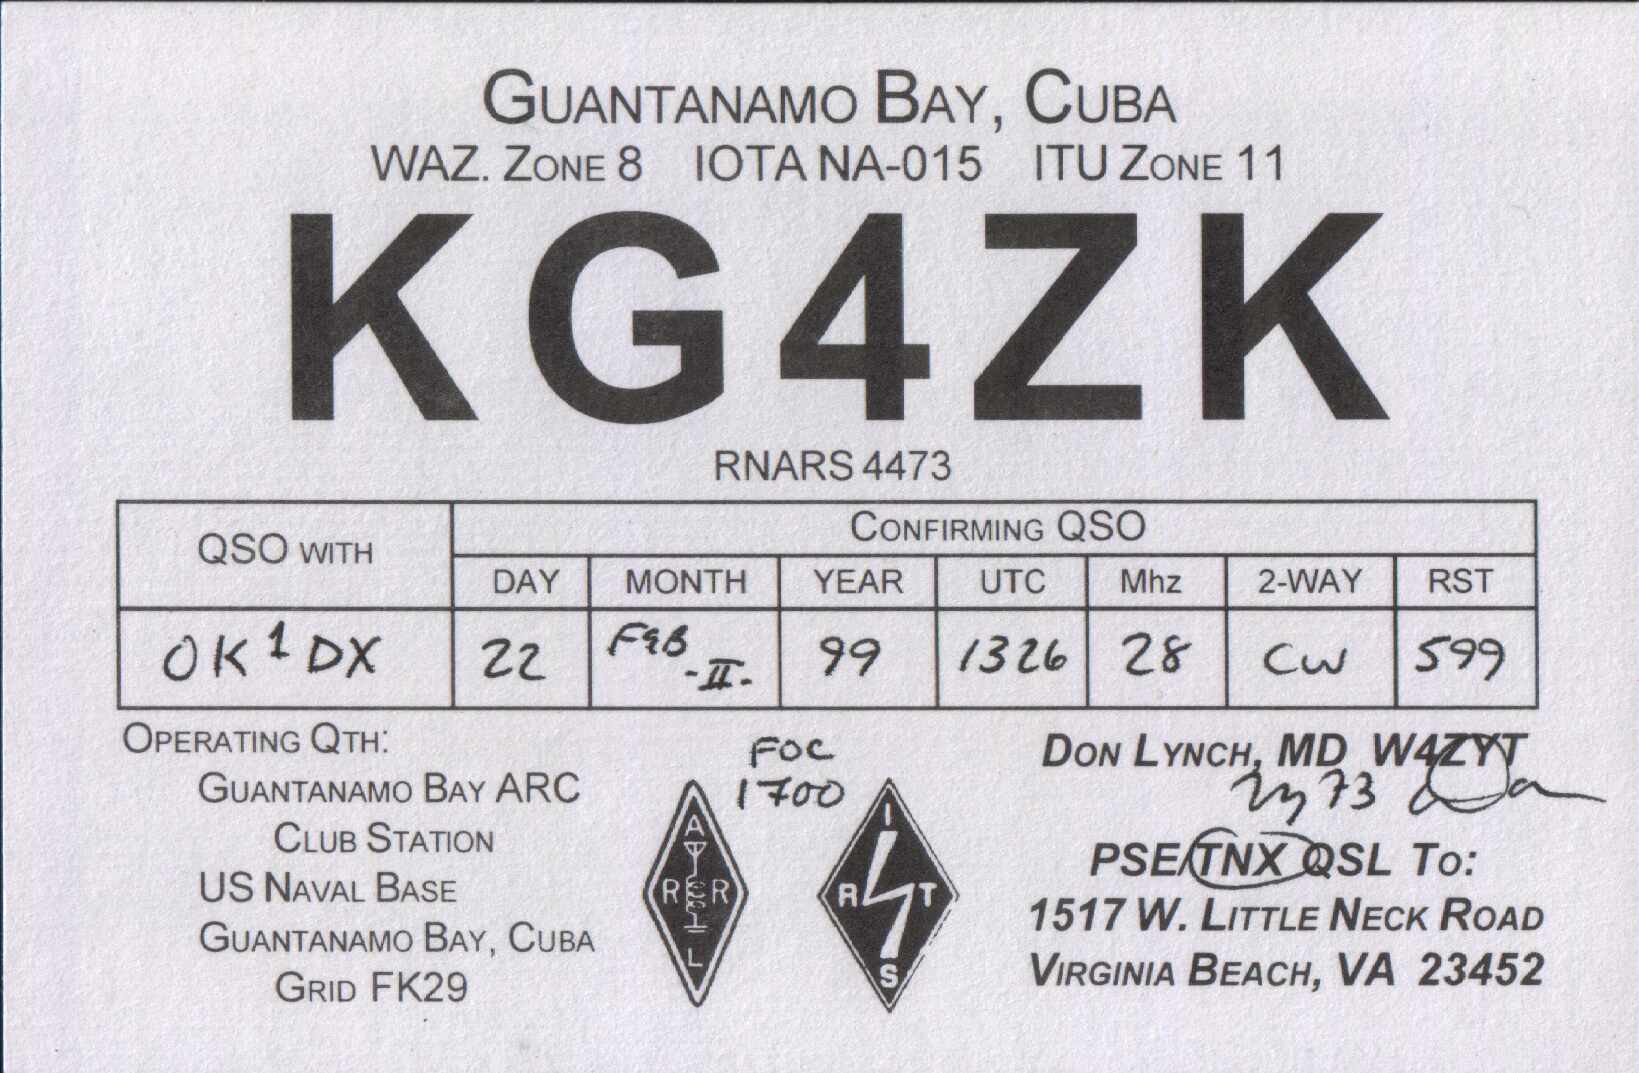 GUANTANAMO BAY, CUBA
WAZ. ZONE 8 IOTA NA-015 ITU ZONE 11
KG4ZK
RNARS 4473
QSO WITH
CONFIRMING QSO
DAY MONTH YEAR UTC Mhz 2-WAY RST
OK1DX 22 FEB -II- 99 1326 28 CW 599
OPERATING QTH:
GUANTANAMO BAY ARC
CLUB STATION
US NAVAL BASE
GUANTANAMO BAY, CUBA
GRID FK29
FOC
1700
ARRL
IRTS
DON LYNCH, MD W4ZYT
73
PSE/TNX QSL TO:
1517 W. LITTLE NECK ROAD
VIRGINIA BEACH, VA 23452